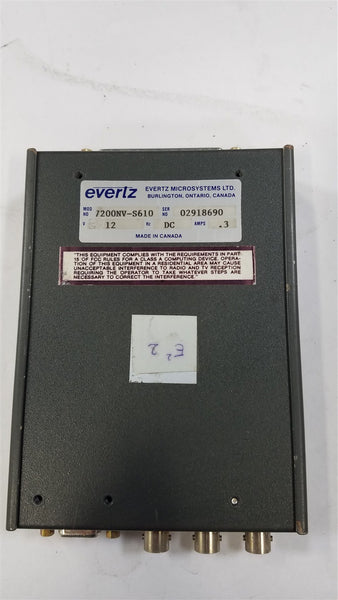 evertz
EVERTZ MICROSYSTEMS LTD.
BURLINGTON, ONTARIO, CANADA
MOD NO 7200NV-S610 SER NO 02918690
V 12 Hz DC AMPS .3
MADE IN CANADA
"THIS EQUIPMENT COMPLIES WITH THE REQUIREMENTS IN PART
15 OF FCC RULES FOR A CLASS A COMPUTING DEVICE. OPERA-
TION OF THIS EQUIPMENT IN A RESIDENTIAL AREA MAY CAUSE
UNACCEPTABLE INTERFERENCE TO RADIO AND TV RECEPTION
REQUIRING THE OPERATOR TO TAKE WHATEVER STEPS ARE
NECESSARY TO CORRECT THE INTERFERENCE."